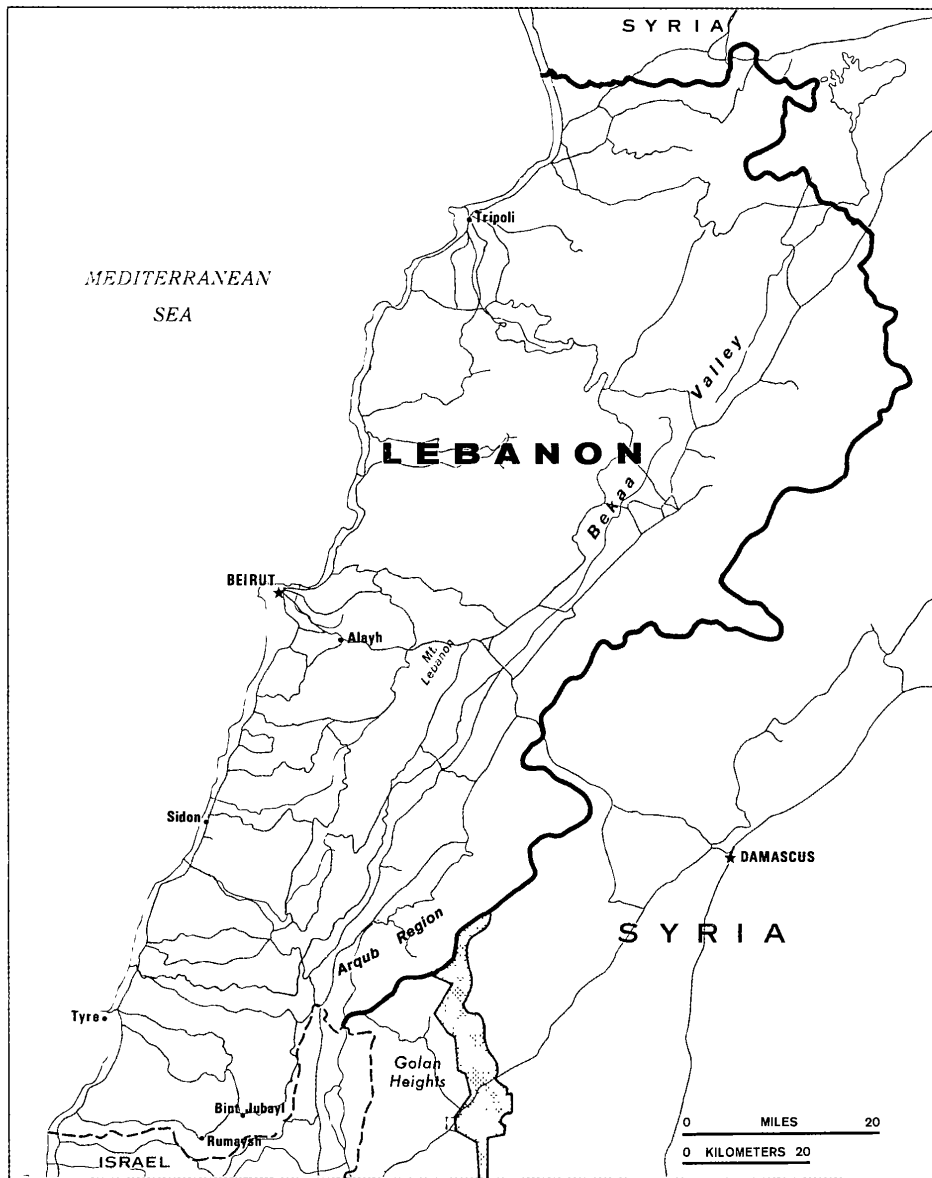 SYRIA
Tripoli
MEDITERRANEAN
SEA
Valley
LEBANON
Bekaa
BEIRUT
Alayh
Mt.
Lebanon
Sidon
DAMASCUS
SYRIA
Arqub Region
Tyre
Golan
Heights
Bint Jubayl
Rumaysh
ISRAEL
0 MILES 20
0 KILOMETERS 20